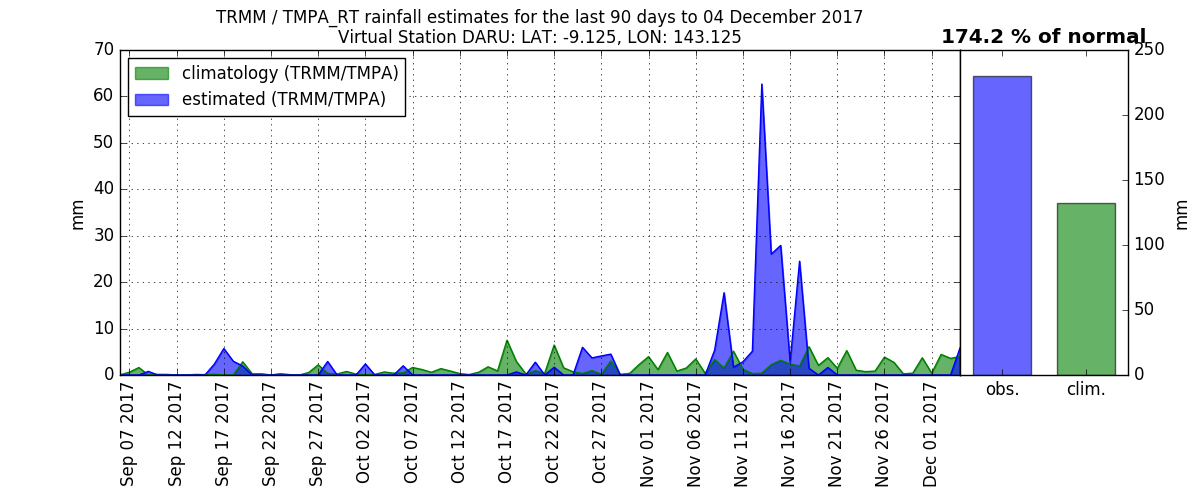 TRMM / TMPA_RT rainfall estimates for the last 90 days to 04 December 2017
Virtual Station DARU: LAT: -9.125, LON: 143.125
174.2 % of normal
climatology (TRMM/TMPA)
estimated (TRMM/TMPA)
70
60
50
40
30
20
10
0
mm
250
200
150
100
50
0
mm
obs.
clim.
Sep 07 2017
Sep 12 2017
Sep 17 2017
Sep 22 2017
Sep 27 2017
Oct 02 2017
Oct 07 2017
Oct 12 2017
Oct 17 2017
Oct 22 2017
Oct 27 2017
Nov 01 2017
Nov 06 2017
Nov 11 2017
Nov 16 2017
Nov 21 2017
Nov 26 2017
Dec 01 2017